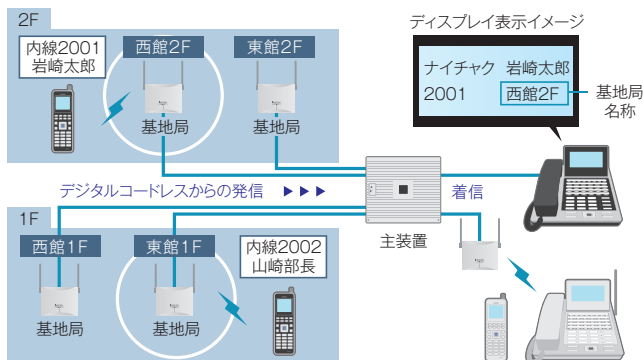 2F
内線2001
岩崎太郎
西館2F
基地局
東館2F
基地局
ディスプレイ表示イメージ
ナイチャク 岩崎太郎
2001 西館2F
基地局
名称
デジタルコードレスからの発信 ▶▶▶
着信
主装置
1F
西館1F
基地局
東館1F
基地局
内線2002
山崎部長